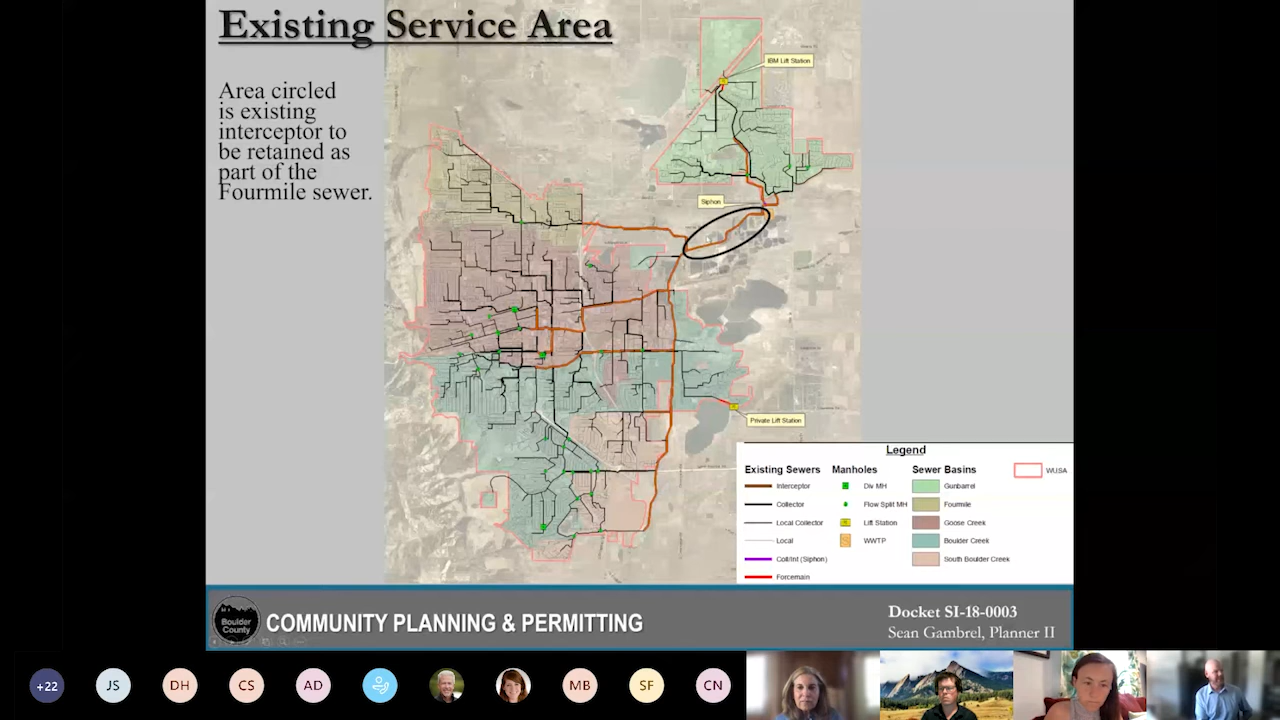 Existing Service Area
Area circled
is existing
interceptor to
be retained as
part of the
Fourmile sewer.
IBM Lift Station
Siphon
Private Lift Station
Legend
Existing Sewers
Interceptor
Collector
Local Collector
Local
Coll/Int (Siphon)
Forcemain
Manholes
Div MH
Flow Split MH
Lift Station
WWTP
Sewer Basins
Gunbarrel
Fourmile
Goose Creek
Boulder Creek
South Boulder Creek
WUSA
Boulder
County
COMMUNITY PLANNING & PERMITTING
Docket SI-18-0003
Sean Gambrel, Planner II
+22
JS
DH
CS
AD
MB
SF
CN